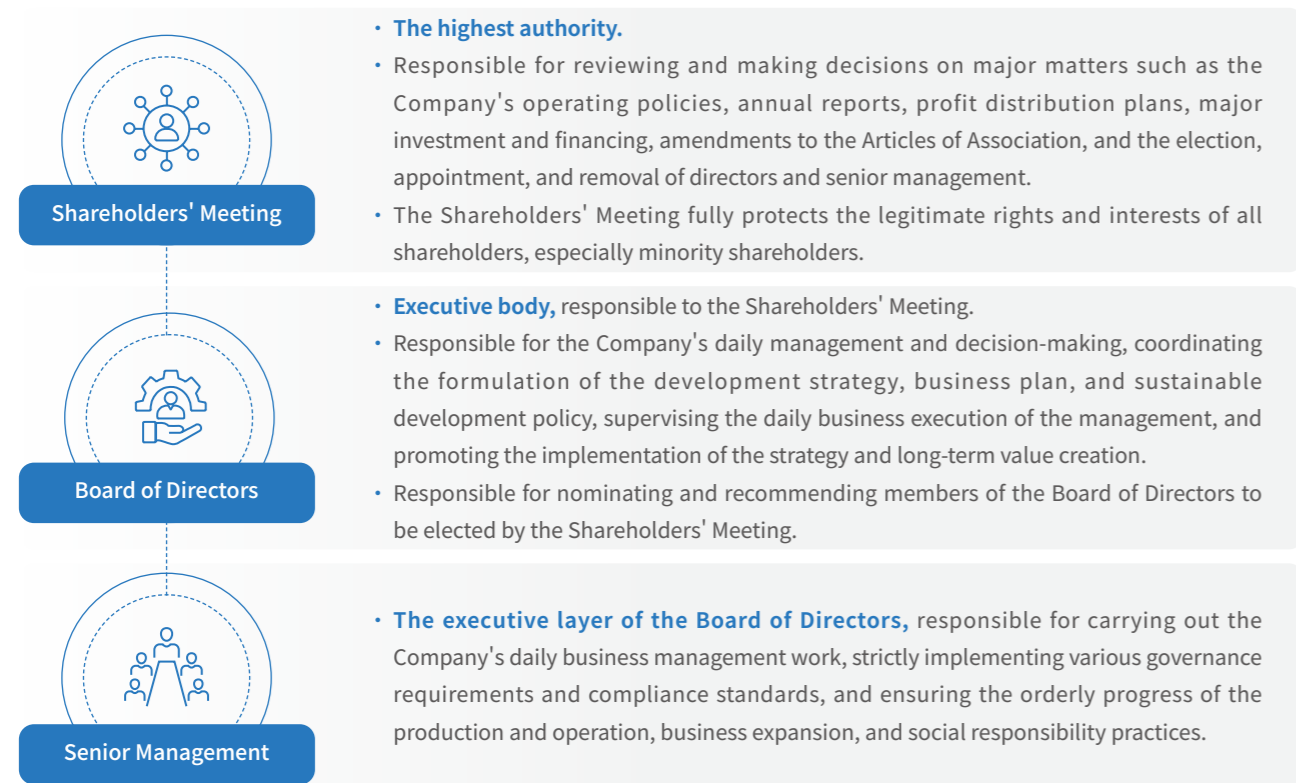 • The highest authority.
• Responsible for reviewing and making decisions on major matters such as the
Company's operating policies, annual reports, profit distribution plans, major
investment and financing, amendments to the Articles of Association, and the election,
appointment, and removal of directors and senior management.
• The Shareholders' Meeting fully protects the legitimate rights and interests of all
shareholders, especially minority shareholders.
Shareholders' Meeting
• Executive body, responsible to the Shareholders' Meeting.
• Responsible for the Company's daily management and decision-making, coordinating
the formulation of the development strategy, business plan, and sustainable
development policy, supervising the daily business execution of the management, and
promoting the implementation of the strategy and long-term value creation.
• Responsible for nominating and recommending members of the Board of Directors to
be elected by the Shareholders' Meeting.
Board of Directors
• The executive layer of the Board of Directors, responsible for carrying out the
Company's daily business management work, strictly implementing various governance
requirements and compliance standards, and ensuring the orderly progress of the
production and operation, business expansion, and social responsibility practices.
Senior Management